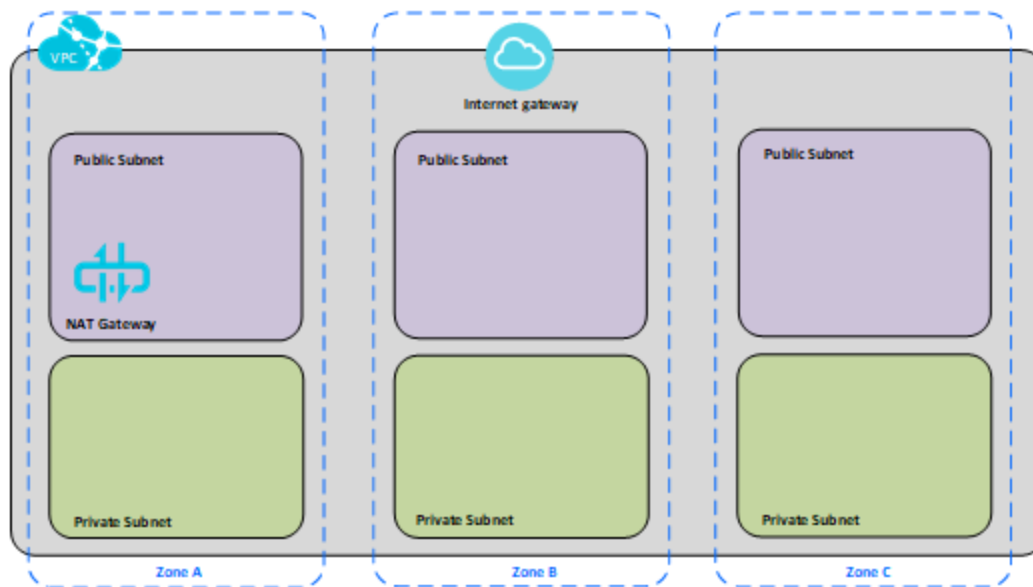 VPC
Internet gateway
Public Subnet
Public Subnet
Public Subnet
NAT Gateway
Private Subnet
Private Subnet
Private Subnet
Zone A
Zone B
Zone C